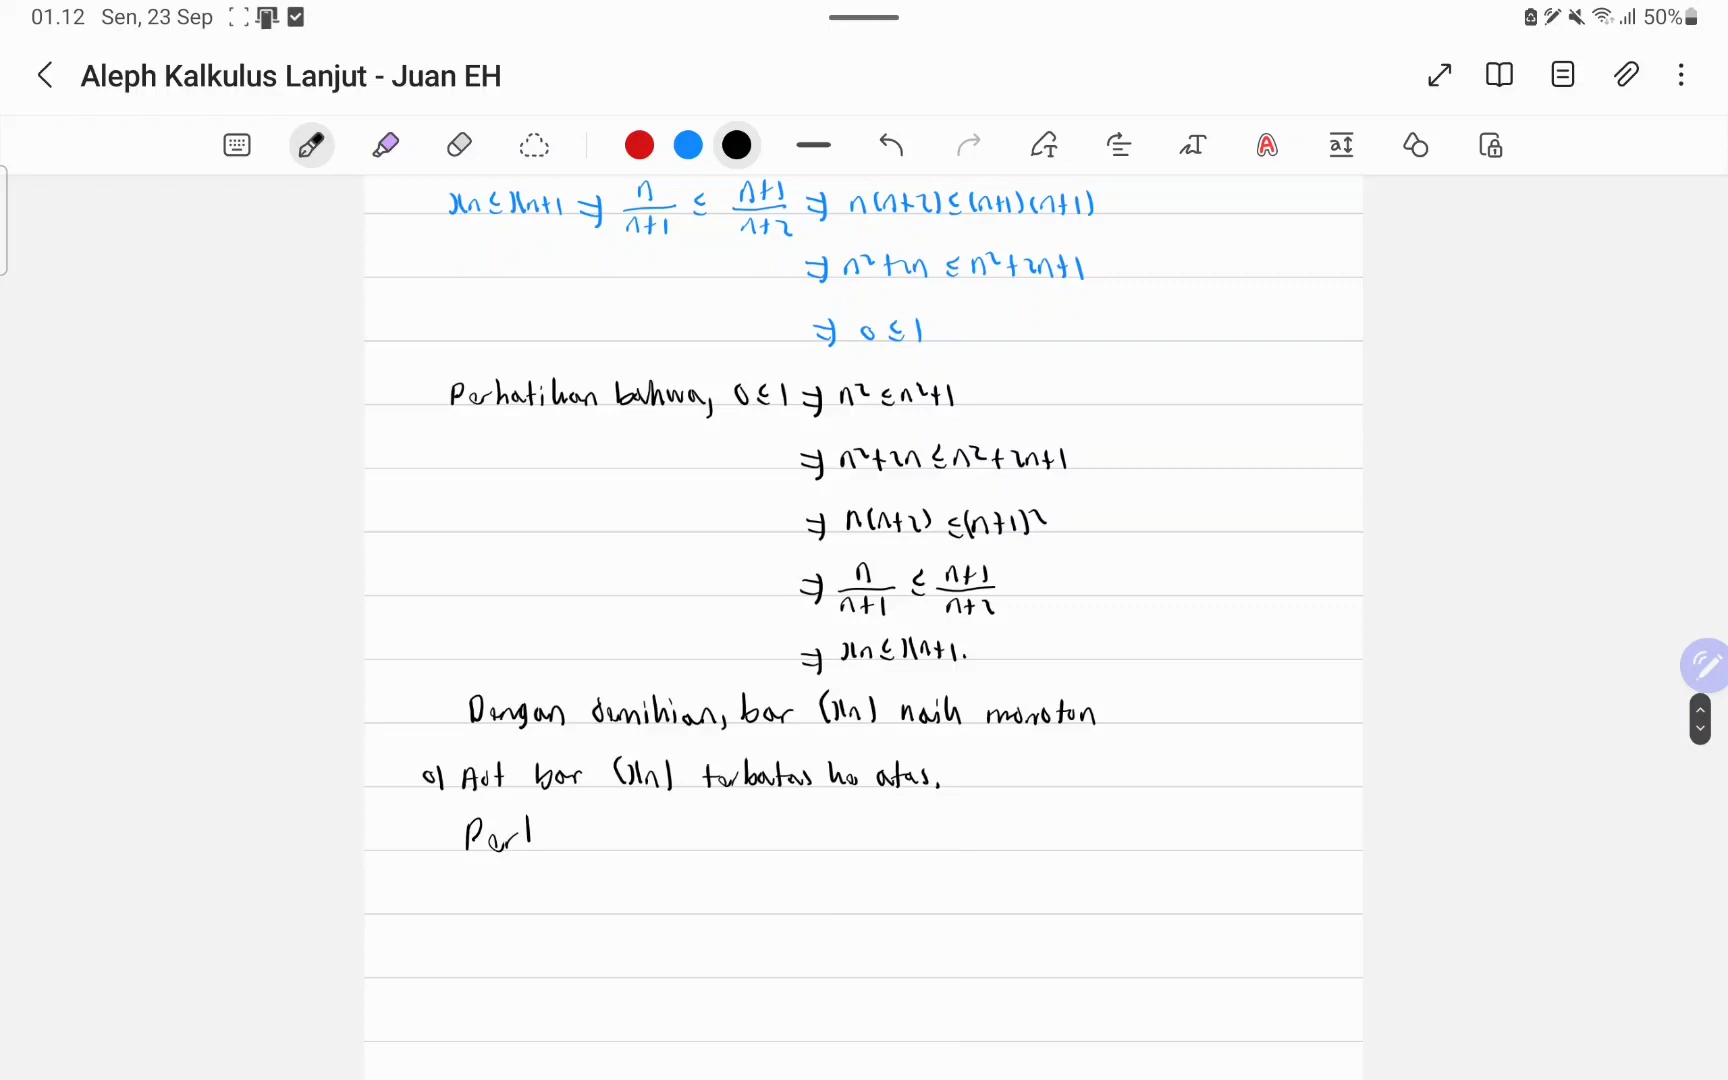 01.12 Sen, 23 Sep 50%
Aleph Kalkulus Lanjut - Juan EH
xn ≤ xn+1 ⇒ n/n+1 ≤ n+1/n+2 ⇒ n(n+2) ≤ (n+1)(n+1)
⇒ n²+2n ≤ n²+2n+1
⇒ 0 ≤ 1
Perhatikan bahwa, 0 ≤ 1 ⇒ n² ≤ n²+1
⇒ n²+2n ≤ n²+2n+1
⇒ n(n+2) ≤ (n+1)²
⇒ n/n+1 ≤ n+1/n+2
⇒ xn ≤ xn+1.
Dengan demikian, bar (xn) naik monoton
o) Adt bar (xn) terbatas ke atas.
Perl